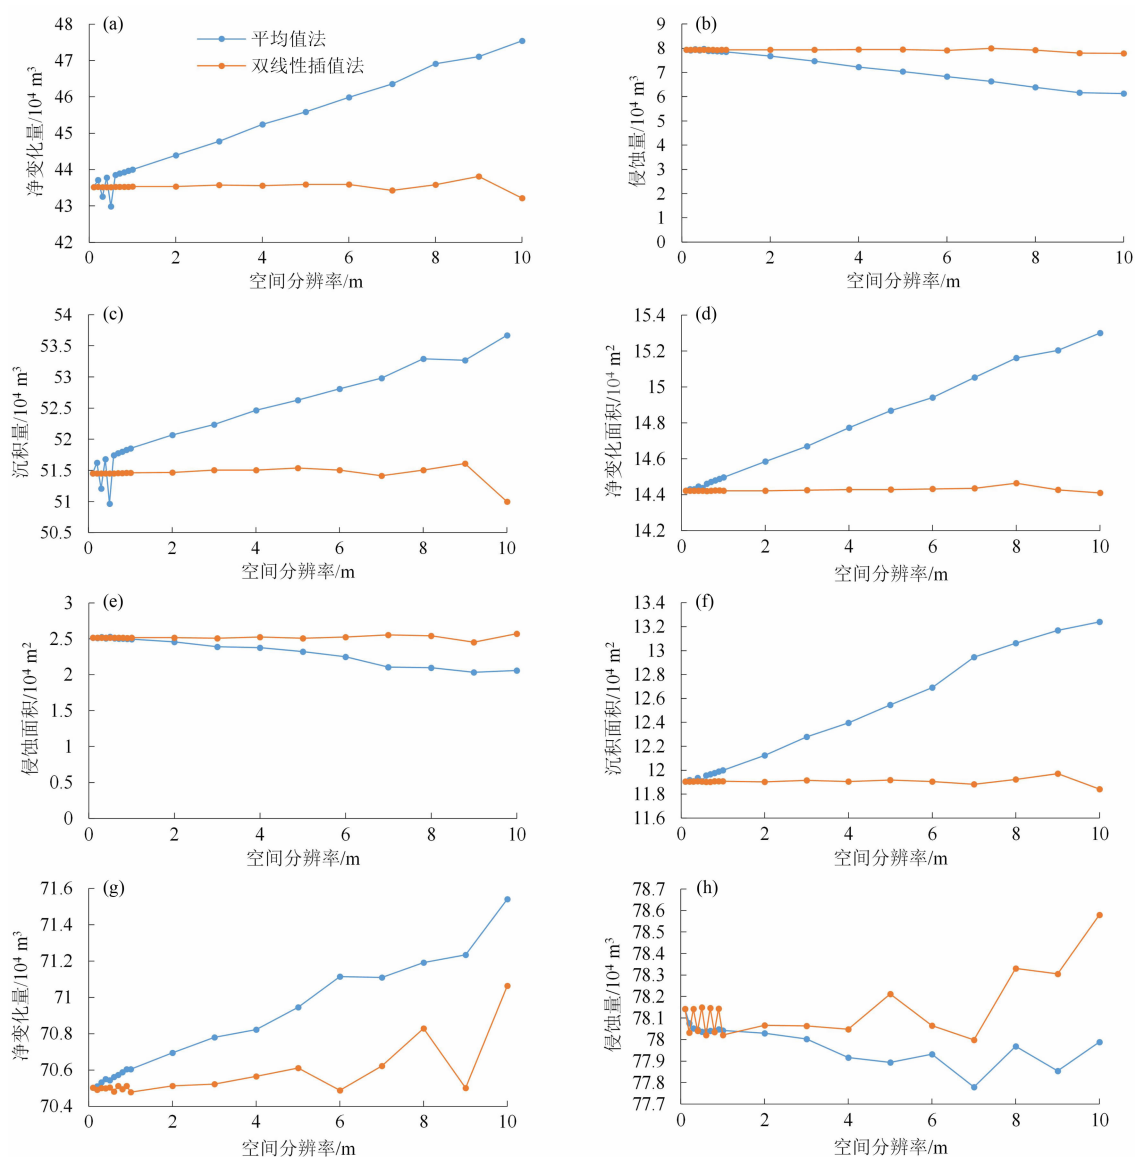 (a)
平均值法
双线性插值法
净变化量/10⁴ m³
48
47
46
45
44
43
42
0 2 4 6 8 10
空间分辨率/m
(b)
侵蚀量/10⁴ m³
9
8
7
6
5
4
3
2
1
0
0 2 4 6 8 10
空间分辨率/m
(c)
沉积量/10⁴ m³
54
53.5
53
52.5
52
51.5
51
50.5
0 2 4 6 8 10
空间分辨率/m
(d)
净变化面积/10⁴ m²
15.4
15.2
15
14.8
14.6
14.4
14.2
0 2 4 6 8 10
空间分辨率/m
(e)
侵蚀面积/10⁴ m²
3
2.5
2
1.5
1
0.5
0
0 2 4 6 8 10
空间分辨率/m
(f)
沉积面积/10⁴ m²
13.4
13.2
13
12.8
12.6
12.4
12.2
12
11.8
11.6
0 2 4 6 8 10
空间分辨率/m
(g)
净变化量/10⁴ m³
71.6
71.4
71.2
71
70.8
70.6
70.4
0 2 4 6 8 10
空间分辨率/m
(h)
侵蚀量/10⁴ m³
78.7
78.6
78.5
78.4
78.3
78.2
78.1
78
77.9
77.8
77.7
0 2 4 6 8 10
空间分辨率/m